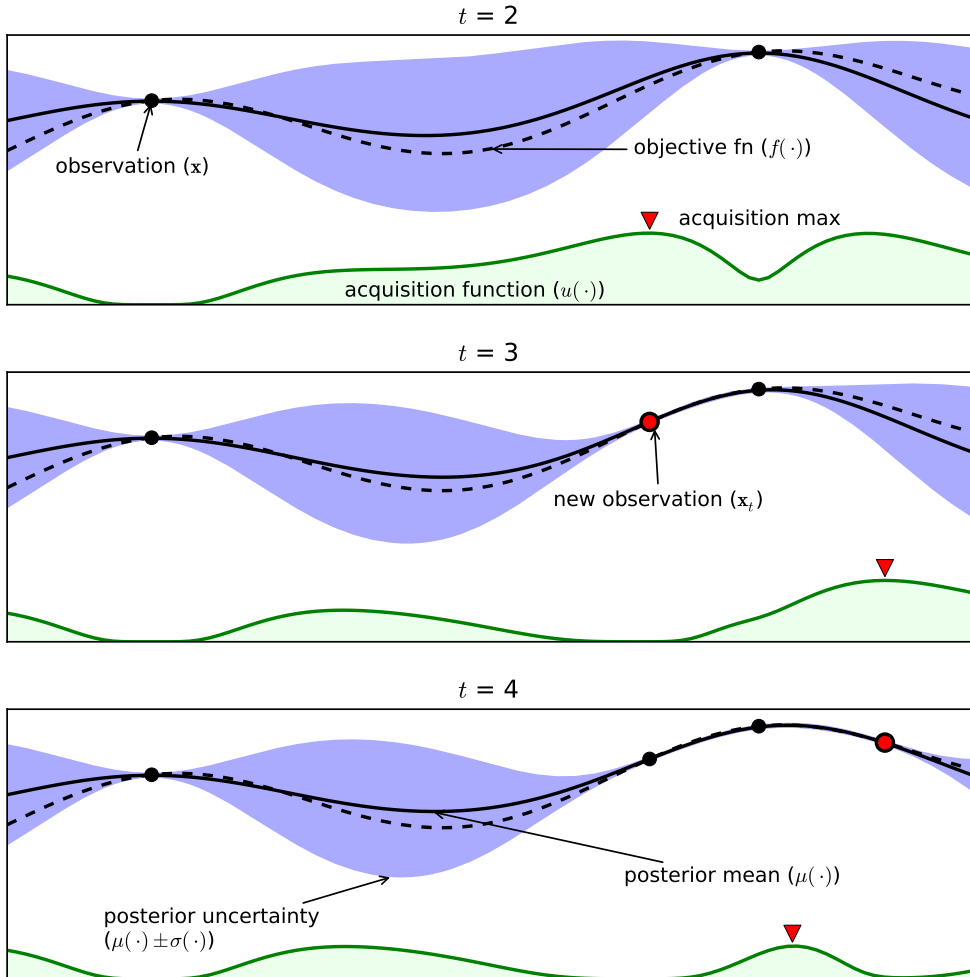 t = 2
observation (x)
objective fn (f(·))
acquisition max
acquisition function (u(·))
t = 3
new observation (xₜ)
t = 4
posterior mean (μ(·))
posterior uncertainty
(μ(·) ±σ(·))